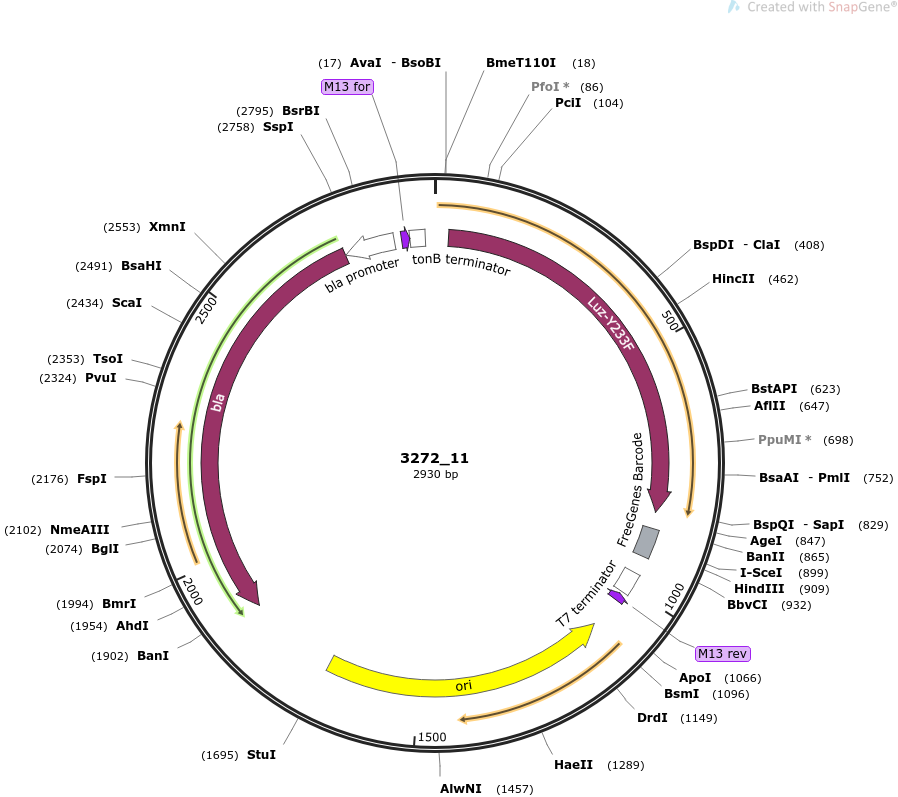 Created with SnapGene®
(17) AvaI - BsoBI
BmeT110I (18)
M13 for
PfoI * (86)
PciI (104)
(2795) BsrBI
(2758) SspI
(2553) XmnI
(2491) BsaHI
(2434) ScaI
(2353) TsoI
(2324) PvuI
(2176) FspI
(2102) NmeAIII
(2074) BglI
(1994) BmrI
(1954) AhdI
(1902) BanI
(1695) StuI
BspDI - ClaI (408)
HincII (462)
BstAPI (623)
AflII (647)
PpuMI * (698)
BsaAI - PmlI (752)
BspQI - SapI (829)
AgeI (847)
BanII (865)
I-SceI (899)
HindIII (909)
BbvCI (932)
M13 rev
ApoI (1066)
BsmI (1096)
DrdI (1149)
HaeII (1289)
AlwNI (1457)
bla promoter
tonB terminator
Luz-Y233F
FreeGenes Barcode
T7 terminator
ori
bla
500
1000
1500
2000
2500
3272_11
2930 bp